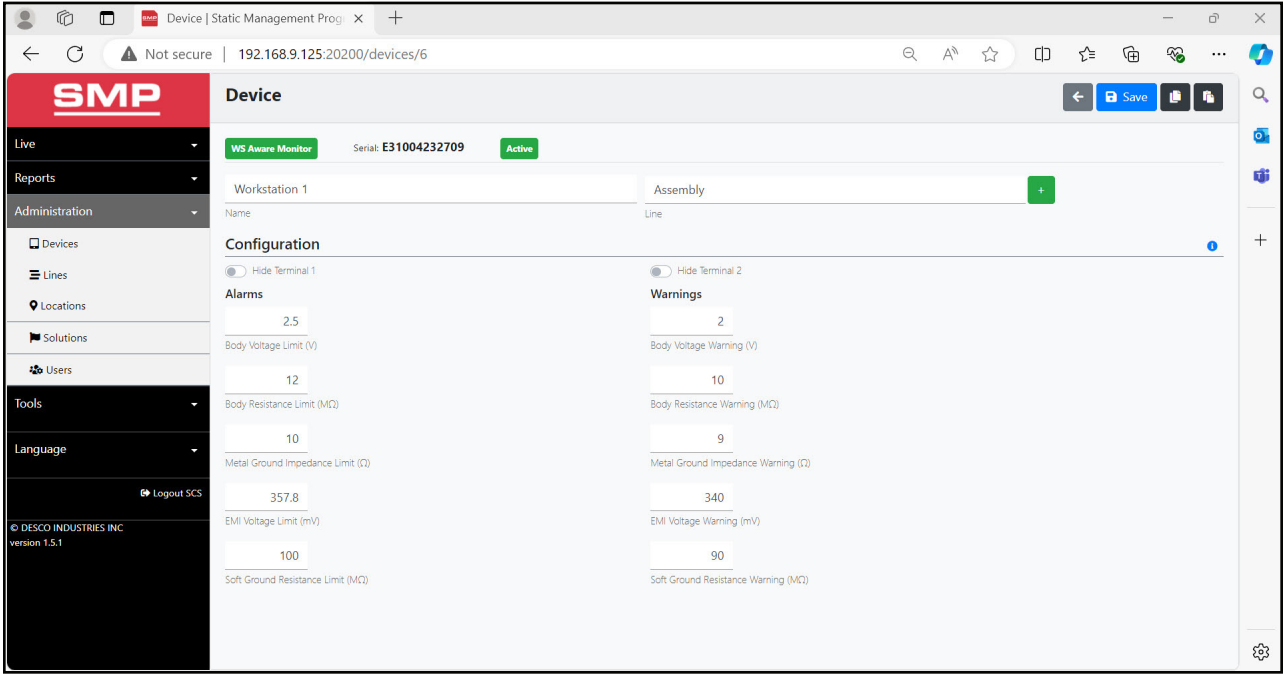 SMP Device | Static Management Prog
Not secure | 192.168.9.125:20200/devices/6
SMP
Live
Reports
Administration
Devices
Lines
Locations
Solutions
Users
Tools
Language
Logout SCS
© DESCO INDUSTRIES INC
version 1.5.1
Device
Save
WS Aware Monitor Serial: E31004232709 Active
Workstation 1
Name
Assembly
Line
Configuration
Hide Terminal 1
Hide Terminal 2
Alarms
2.5
Body Voltage Limit (V)
12
Body Resistance Limit (MΩ)
10
Metal Ground Impedance Limit (Ω)
357.8
EMI Voltage Limit (mV)
100
Soft Ground Resistance Limit (MΩ)
Warnings
2
Body Voltage Warning (V)
10
Body Resistance Warning (MΩ)
9
Metal Ground Impedance Warning (Ω)
340
EMI Voltage Warning (mV)
90
Soft Ground Resistance Warning (MΩ)